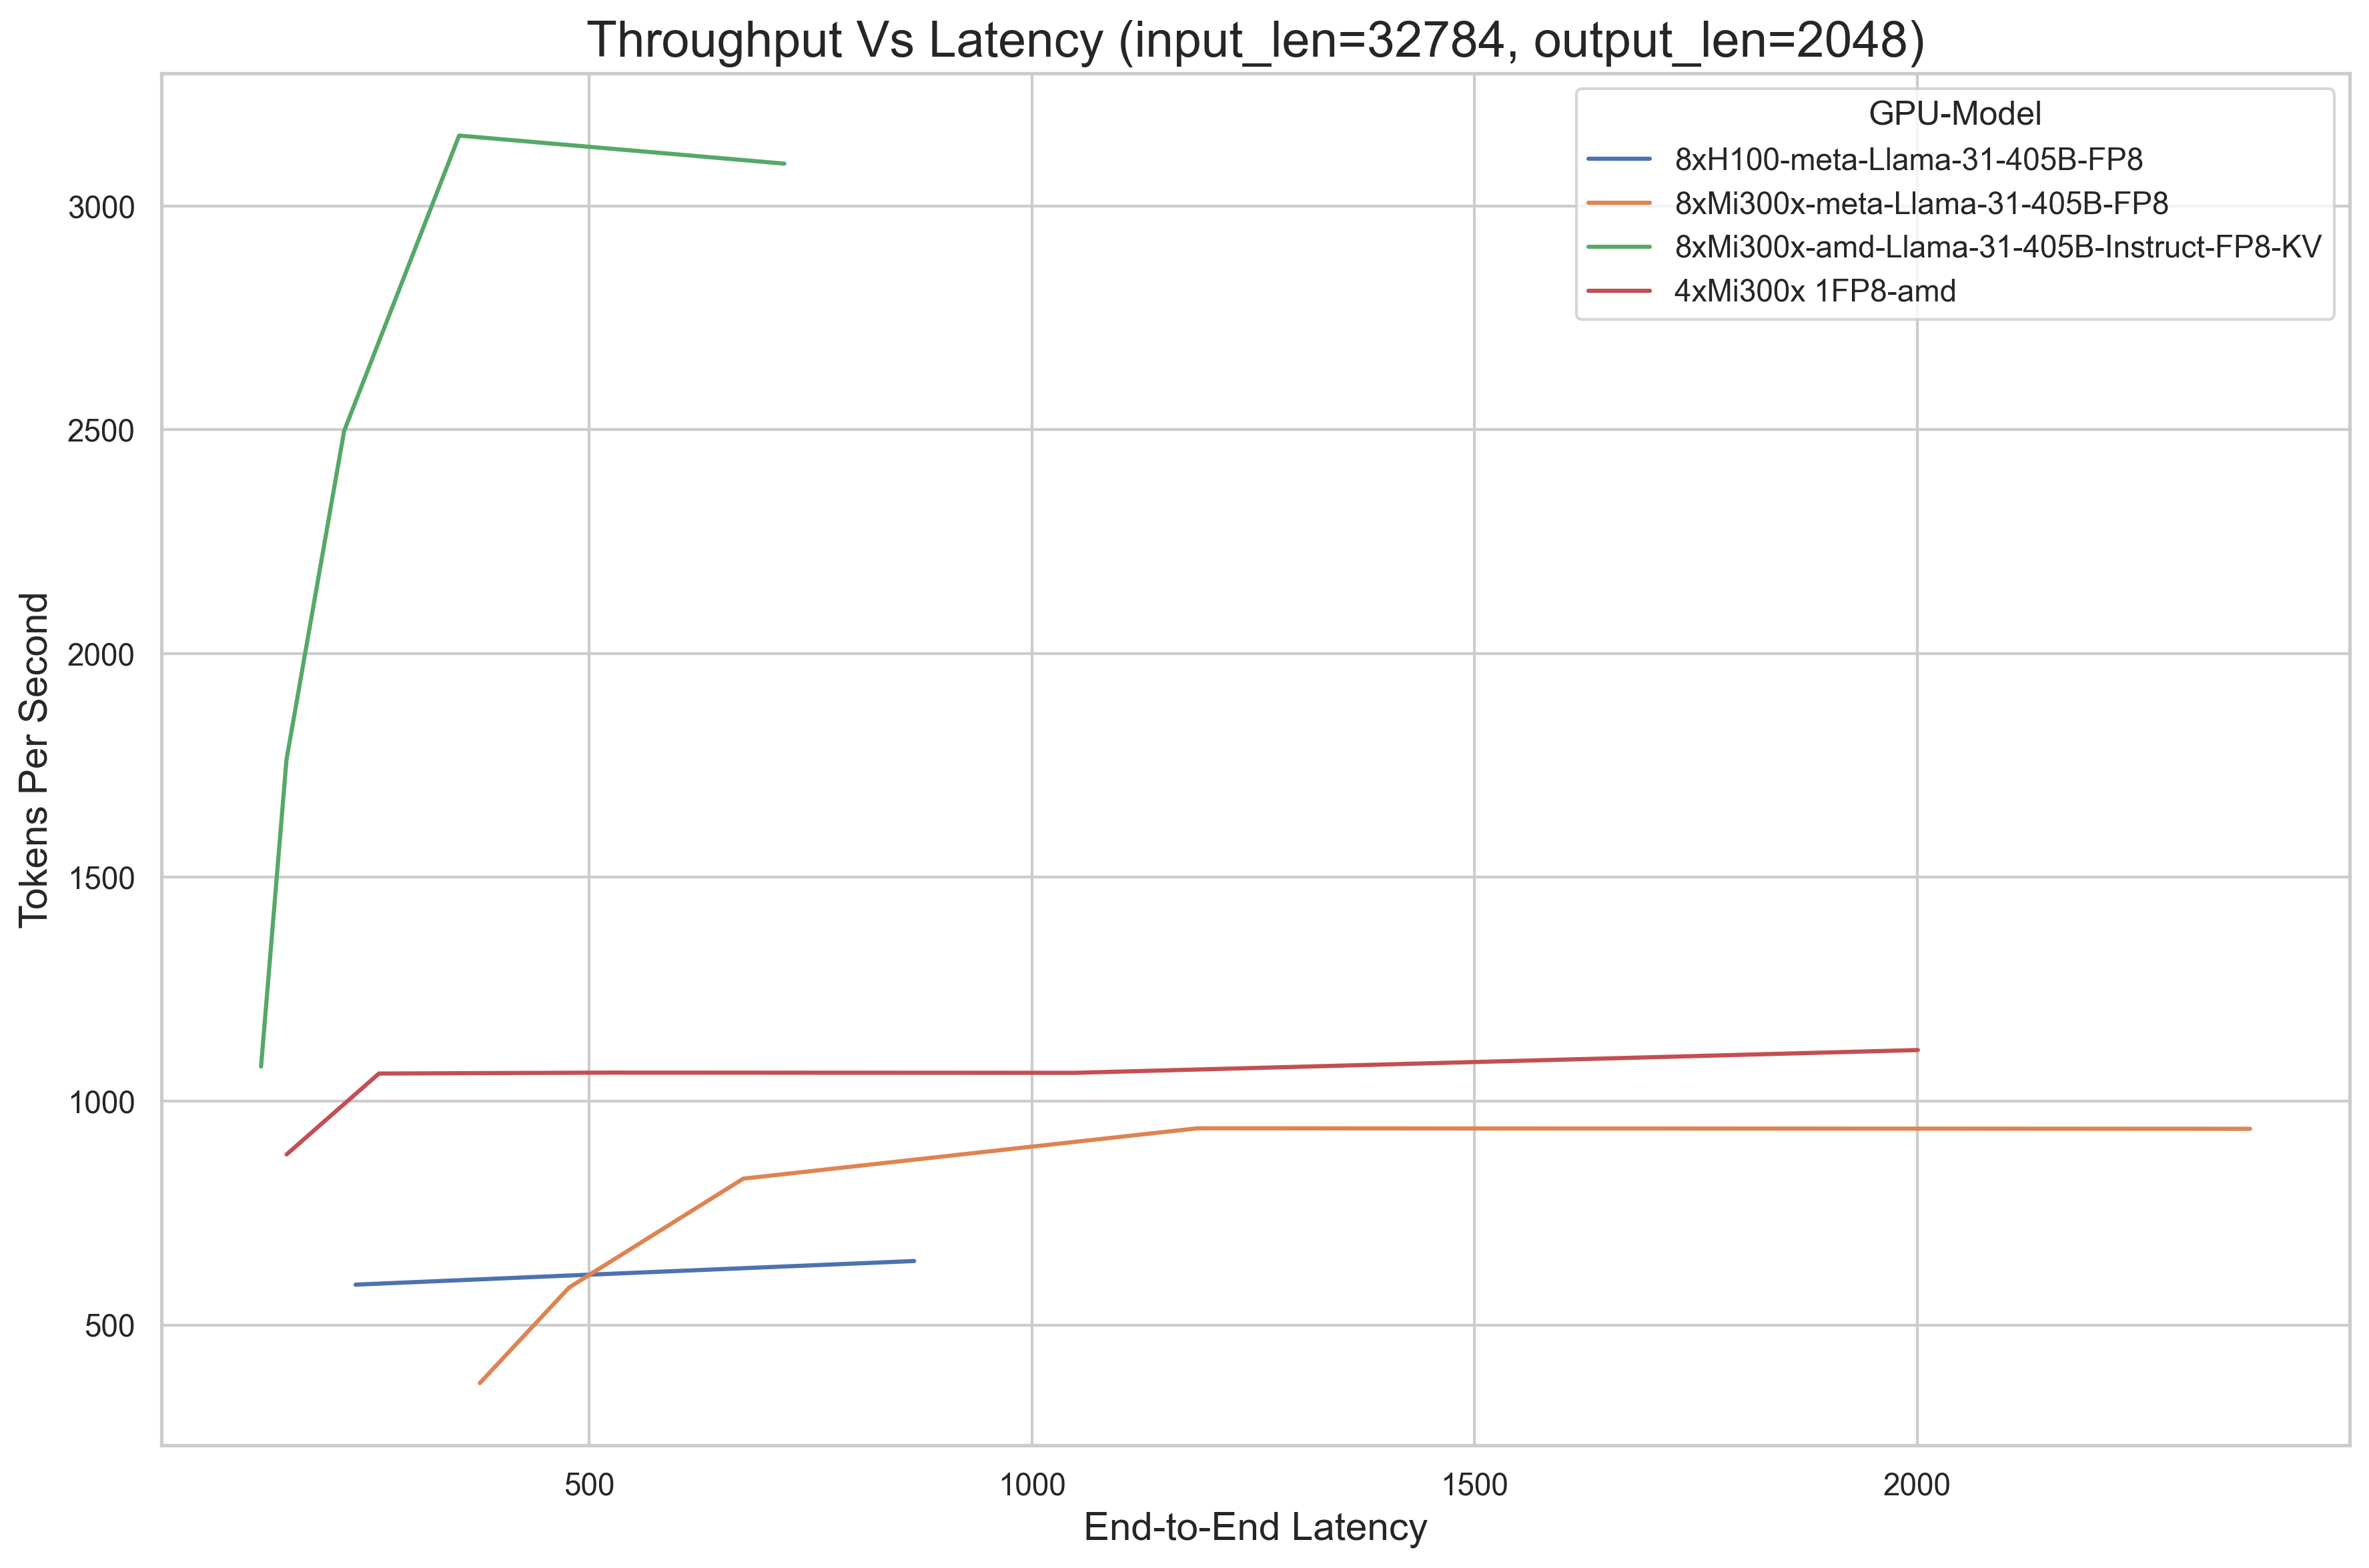 Throughput Vs Latency (input_len=32784, output_len=2048)
GPU-Model
8xH100-meta-Llama-31-405B-FP8
8xMi300x-meta-Llama-31-405B-FP8
8xMi300x-amd-Llama-31-405B-Instruct-FP8-KV
4xMi300x 1FP8-amd
Tokens Per Second
3000
2500
2000
1500
1000
500
500
1000
1500
2000
End-to-End Latency